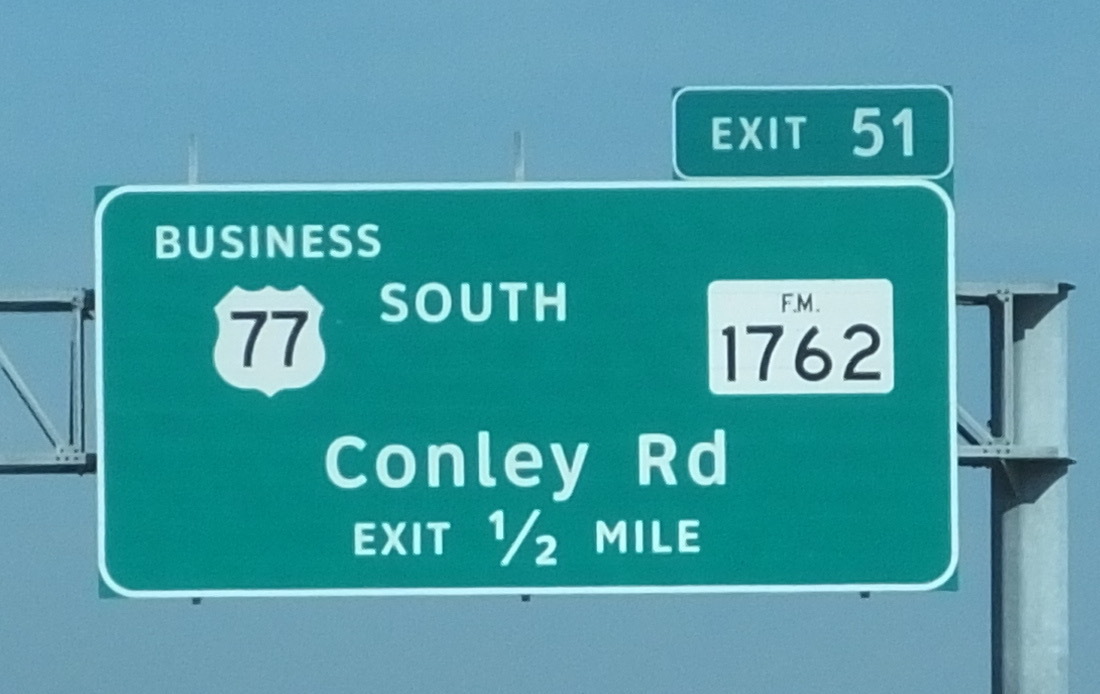 EXIT 51
BUSINESS
77 SOUTH
F.M.
1762
Conley Rd
EXIT 1/2 MILE